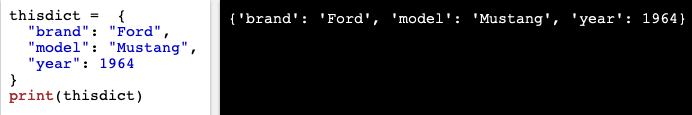 thisdict =  {
  "brand": "Ford",
  "model": "Mustang",
  "year": 1964
}
print(thisdict)
{'brand': 'Ford', 'model': 'Mustang', 'year': 1964}